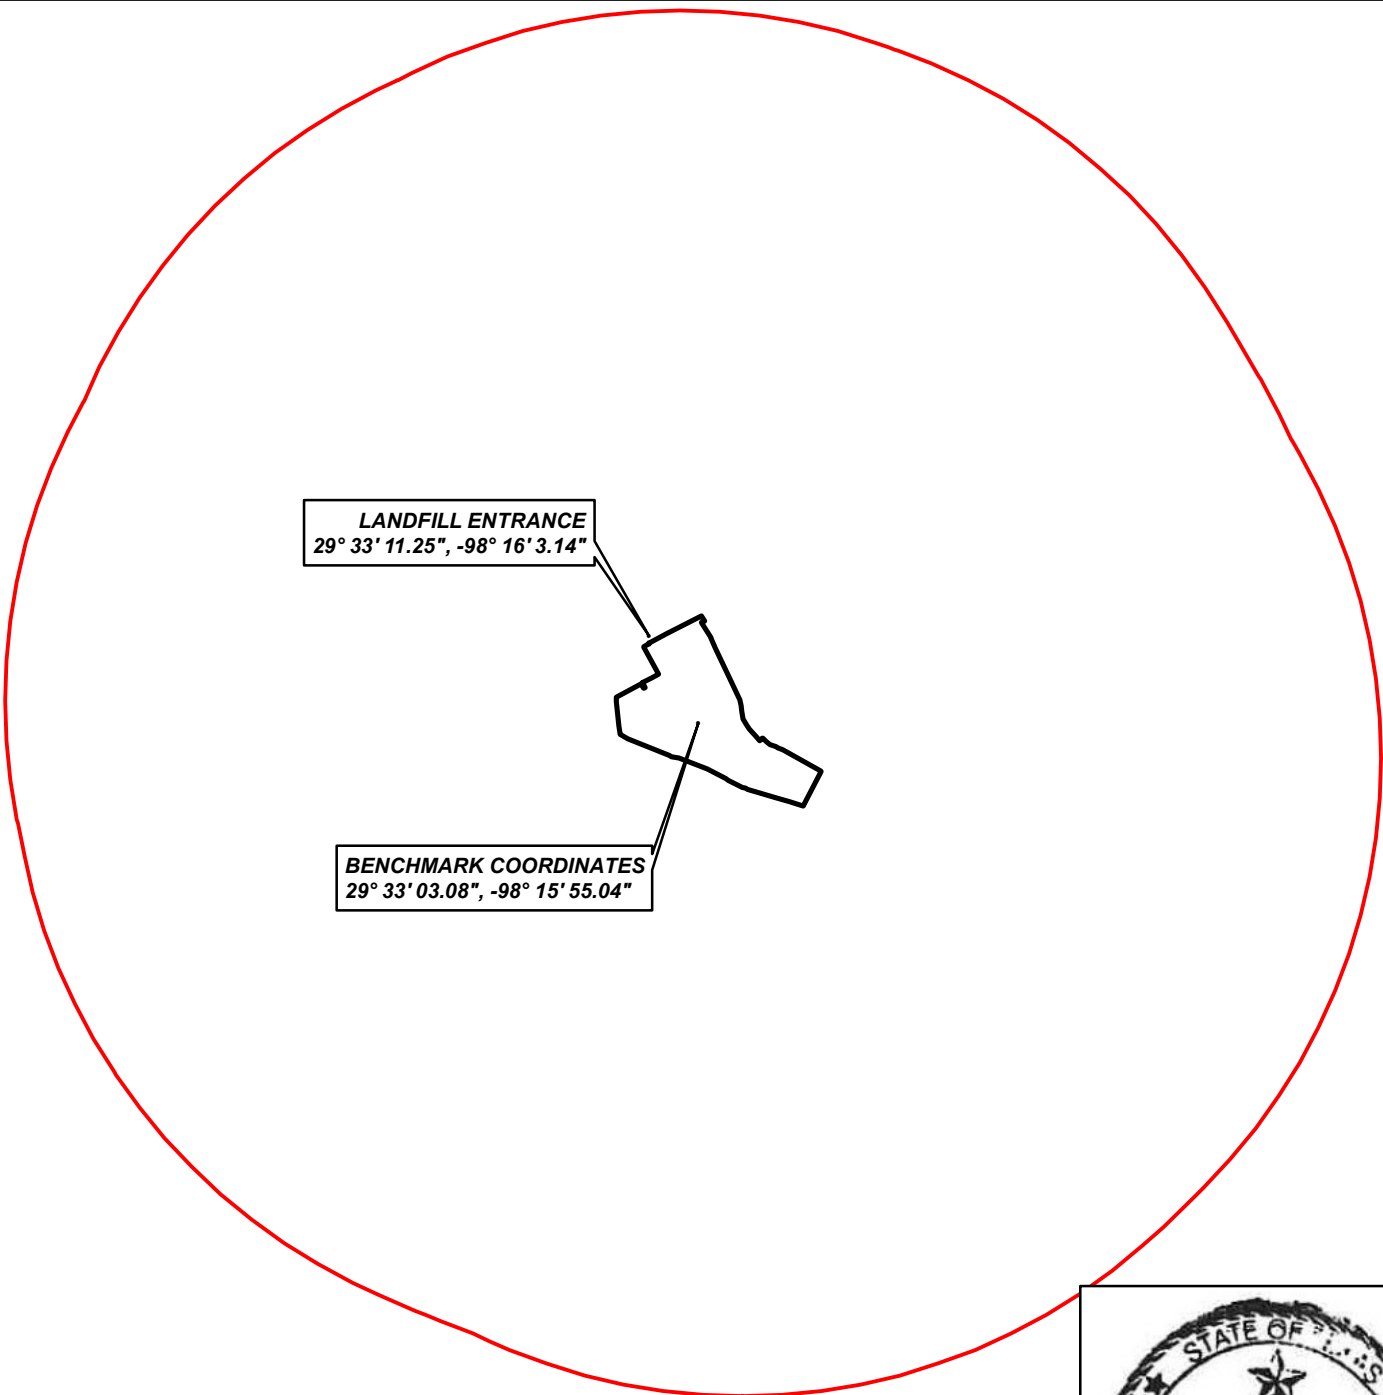 LANDFILL ENTRANCE
29° 33' 11.25", -98° 16' 3.14"
BENCHMARK COORDINATES
29° 33' 03.08", -98° 15' 55.04"
STATE OF